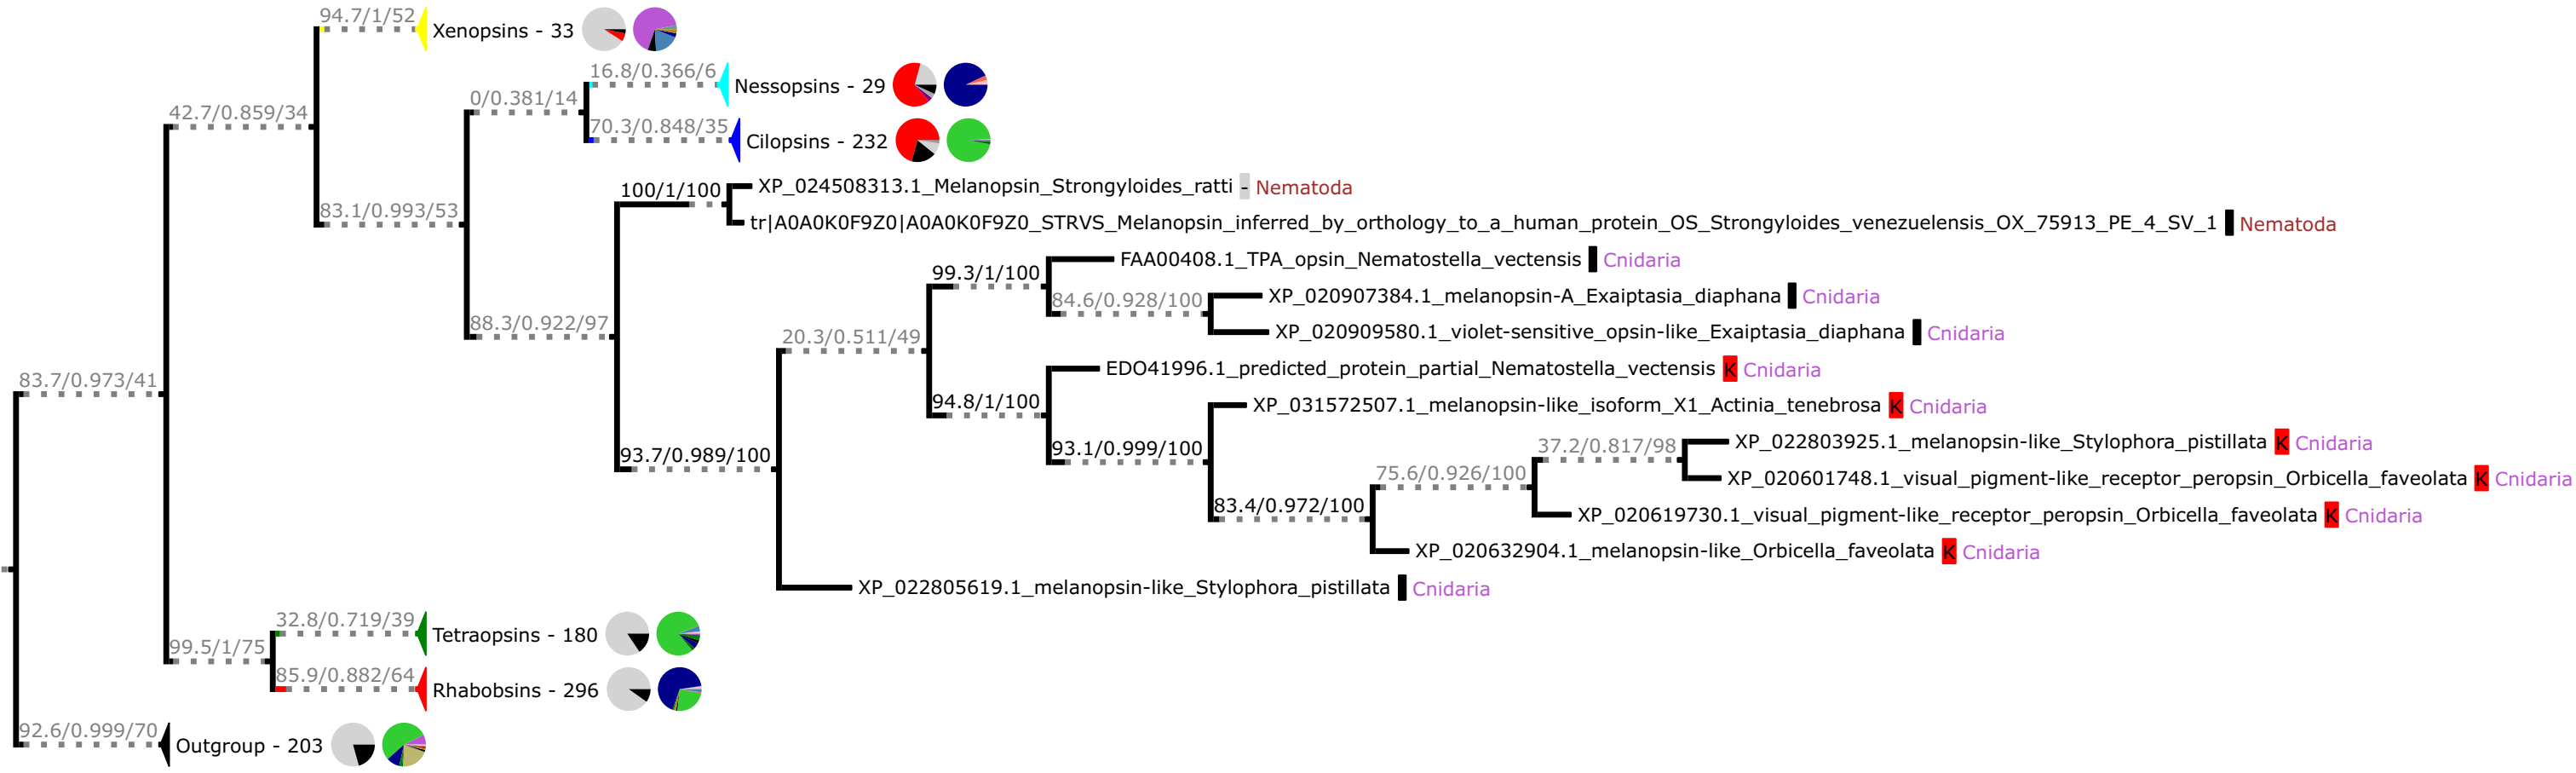 94.7/1/52
Xenopsins - 33
16.8/0.366/6
Nessopsins - 29
0/0.381/14
42.7/0.859/34
70.3/0.848/35
Cilopsins - 232
100/1/100
XP_024508313.1_Melanopsin_Strongyloides_ratti - Nematoda
83.1/0.993/53
tr|A0A0K0F9Z0|A0A0K0F9Z0_STRVS_Melanopsin_inferred_by_orthology_to_a_human_protein_OS_Strongyloides_venezuelensis_OX_75913_PE_4_SV_1 Nematoda
FAA00408.1_TPA_opsin_Nematostella_vectensis Cnidaria
99.3/1/100
84.6/0.928/100
XP_020907384.1_melanopsin-A_Exaiptasia_diaphana Cnidaria
88.3/0.922/97
XP_020909580.1_violet-sensitive_opsin-like_Exaiptasia_diaphana Cnidaria
20.3/0.511/49
EDO41996.1_predicted_protein_partial_Nematostella_vectensis K Cnidaria
83.7/0.973/41
94.8/1/100
XP_031572507.1_melanopsin-like_isoform_X1_Actinia_tenebrosa K Cnidaria
37.2/0.817/98
XP_022803925.1_melanopsin-like_Stylophora_pistillata K Cnidaria
93.7/0.989/100
93.1/0.999/100
75.6/0.926/100
XP_020601748.1_visual_pigment-like_receptor_peropsin_Orbicella_faveolata K Cnidaria
83.4/0.972/100
XP_020619730.1_visual_pigment-like_receptor_peropsin_Orbicella_faveolata K Cnidaria
XP_020632904.1_melanopsin-like_Orbicella_faveolata K Cnidaria
XP_022805619.1_melanopsin-like_Stylophora_pistillata Cnidaria
32.8/0.719/39
Tetraopsins - 180
99.5/1/75
85.9/0.882/64
Rhabobsins - 296
92.6/0.999/70
Outgroup - 203